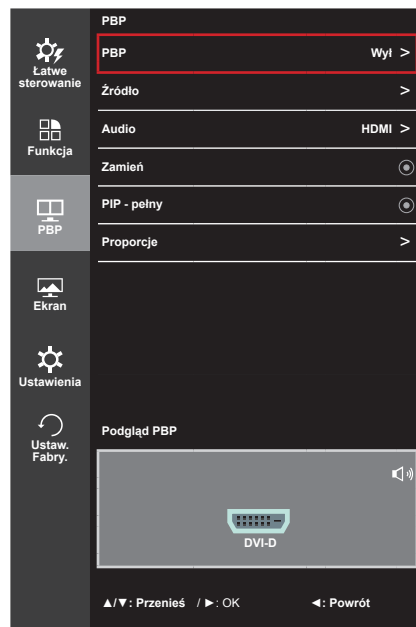 Łatwe
sterowanie
Funkcja
PBP
Ekran
Ustawienia
Ustaw.
Fabry.
PBP
PBP Wył >
Źródło >
Audio HDMI >
Zamień
PIP - pełny
Proporcje >
Podgląd PBP
DVI-D
▲/▼: Przenieś / ►: OK ◄: Powrót